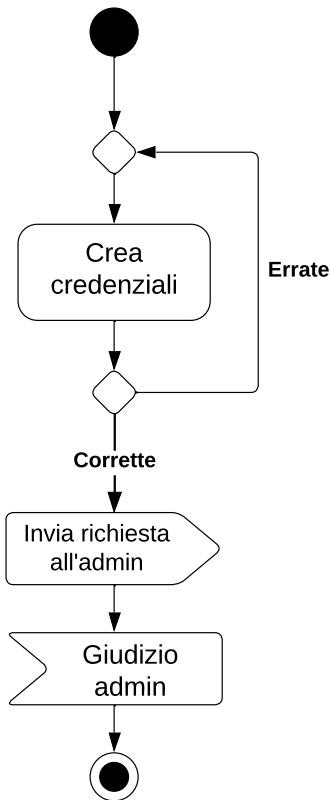 Crea
credenziali
Errate
Corrette
Invia richiesta
all'admin
Giudizio
admin